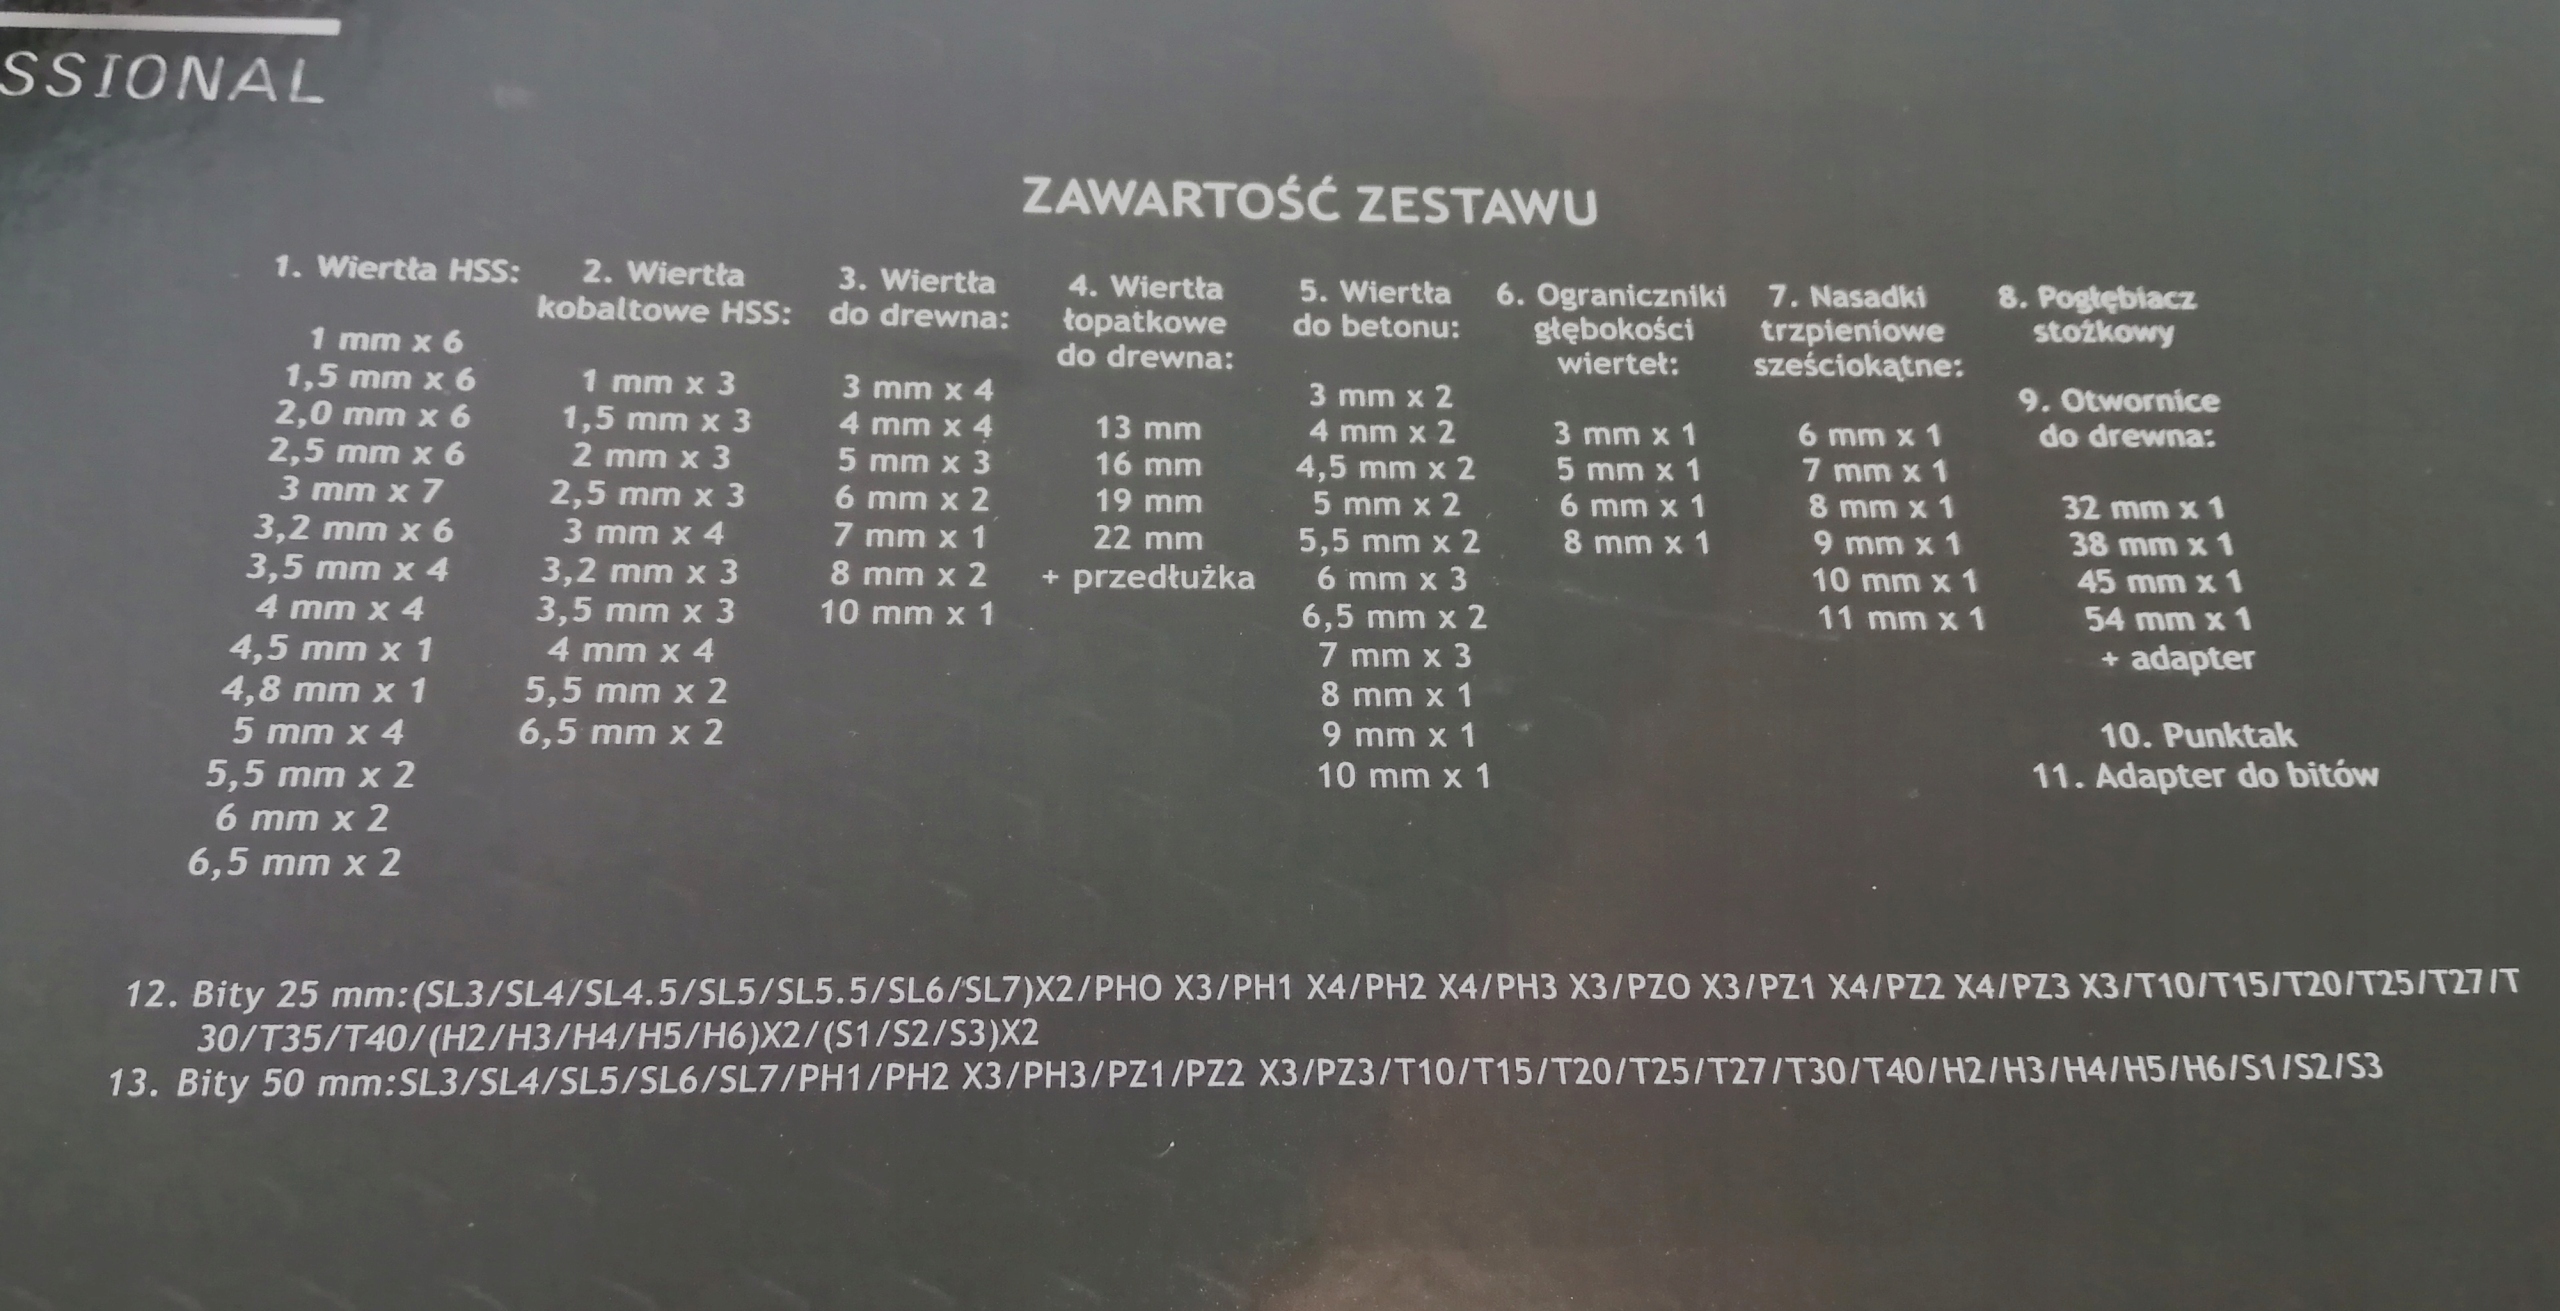 SSIONAL
ZAWARTOŚĆ ZESTAWU
1. Wiertła HSS:
1 mm x 6
1,5 mm x 6
2,0 mm x 6
2,5 mm x 6
3 mm x 7
3,2 mm x 6
3,5 mm x 4
4 mm x 4
4,5 mm x 1
4,8 mm x 1
5 mm x 4
5,5 mm x 2
6 mm x 2
6,5 mm x 2
2. Wiertła
kobaltowe HSS:
1 mm x 3
1,5 mm x 3
2 mm x 3
2,5 mm x 3
3 mm x 4
3,2 mm x 3
3,5 mm x 3
4 mm x 4
5,5 mm x 2
6,5 mm x 2
3. Wiertła
do drewna:
3 mm x 4
4 mm x 4
5 mm x 3
6 mm x 2
7 mm x 1
8 mm x 2
10 mm x 1
4. Wiertła
łopatkowe
do drewna:
13 mm
16 mm
19 mm
22 mm
+ przedłużka
5. Wiertła
do betonu:
3 mm x 2
4 mm x 2
4,5 mm x 2
5 mm x 2
5,5 mm x 2
6 mm x 3
6,5 mm x 2
7 mm x 3
8 mm x 1
9 mm x 1
10 mm x 1
6. Ograniczniki
głębokości
wierteł:
3 mm x 1
5 mm x 1
6 mm x 1
8 mm x 1
7. Nasadki
trzpieniowe
sześciokątne:
6 mm x 1
7 mm x 1
8 mm x 1
9 mm x 1
10 mm x 1
11 mm x 1
8. Pogłębiacz
stożkowy
9. Otwornice
do drewna:
32 mm x 1
38 mm x 1
45 mm x 1
54 mm x 1
+ adapter
10. Punktak
11. Adapter do bitów
12. Bity 25 mm:(SL3/SL4/SL4.5/SL5/SL5.5/SL6/SL7)X2/PHO X3/PH1 X4/PH2 X4/PH3 X3/PZO X3/PZ1 X4/PZ2 X4/PZ3 X3/T10/T15/T20/T25/T27/T
30/T35/T40/(H2/H3/H4/H5/H6)X2/(S1/S2/S3)X2
13. Bity 50 mm:SL3/SL4/SL5/SL6/SL7/PH1/PH2 X3/PH3/PZ1/PZ2 X3/PZ3/T10/T15/T20/T25/T27/T30/T40/H2/H3/H4/H5/H6/S1/S2/S3